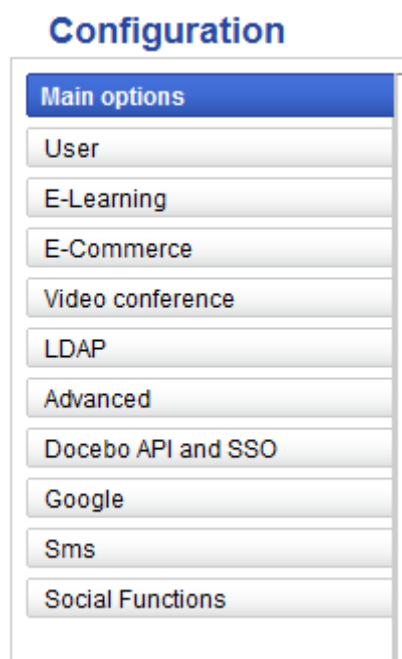 Configuration
Main options
User
E-Learning
E-Commerce
Video conference
LDAP
Advanced
Docebo API and SSO
Google
Sms
Social Functions